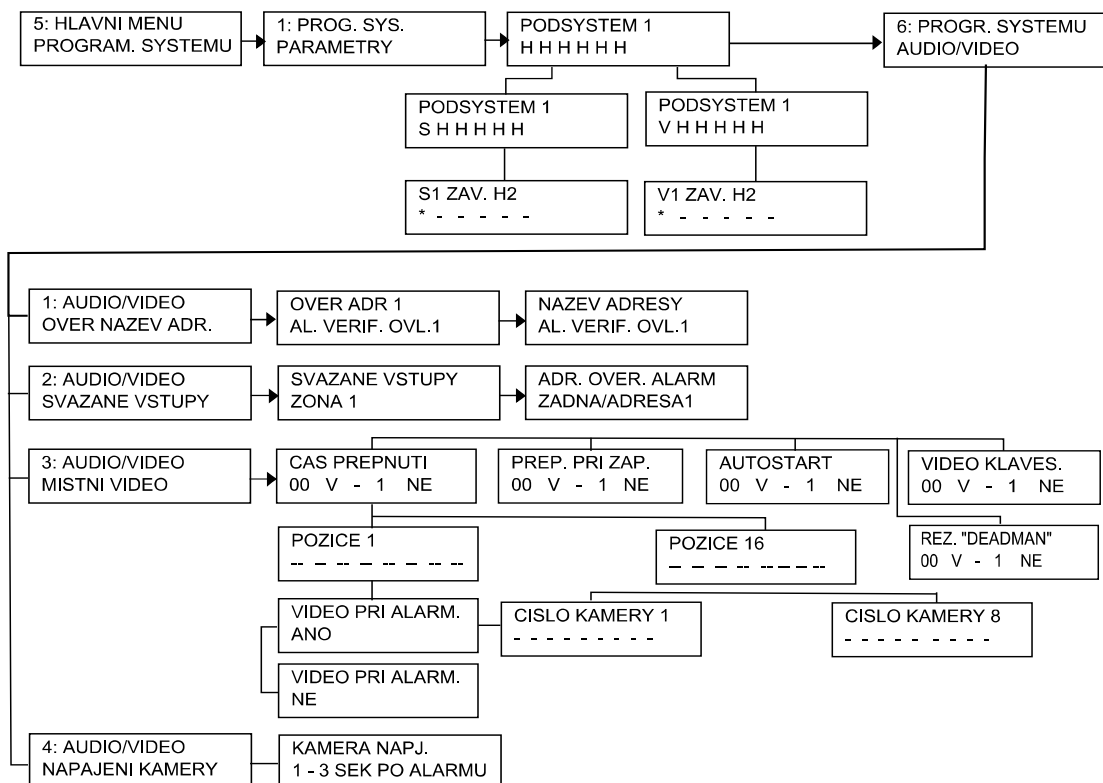 5: HLAVNI MENU
PROGRAM. SYSTEMU
1: PROG. SYS.
PARAMETRY
PODSYSTEM 1
H H H H H H
6: PROGR. SYSTEMU
AUDIO/VIDEO
PODSYSTEM 1
S H H H H H
PODSYSTEM 1
V H H H H H
S1 ZAV. H2
* - - - - -
V1 ZAV. H2
* - - - - -
1: AUDIO/VIDEO
OVER NAZEV ADR.
OVER ADR 1
AL. VERIF. OVL.1
NAZEV ADRESY
AL. VERIF. OVL.1
2: AUDIO/VIDEO
SVAZANE VSTUPY
SVAZANE VSTUPY
ZONA 1
ADR. OVER. ALARM
ZADNA/ADRESA1
3: AUDIO/VIDEO
MISTNI VIDEO
CAS PREPNUTI
00 V - 1 NE
PREP. PRI ZAP.
00 V - 1 NE
AUTOSTART
00 V - 1 NE
VIDEO KLAVES.
00 V - 1 NE
REZ. "DEADMAN"
00 V - 1 NE
POZICE 1
-- -- -- -- -- -- -- --
POZICE 16
-- -- -- -- -- -- -- --
VIDEO PRI ALARM.
ANO
CISLO KAMERY 1
- - - - - - - - -
CISLO KAMERY 8
- - - - - - - - -
VIDEO PRI ALARM.
NE
4: AUDIO/VIDEO
NAPAJENI KAMERY
KAMERA NAPJ.
1 - 3 SEK PO ALARMU